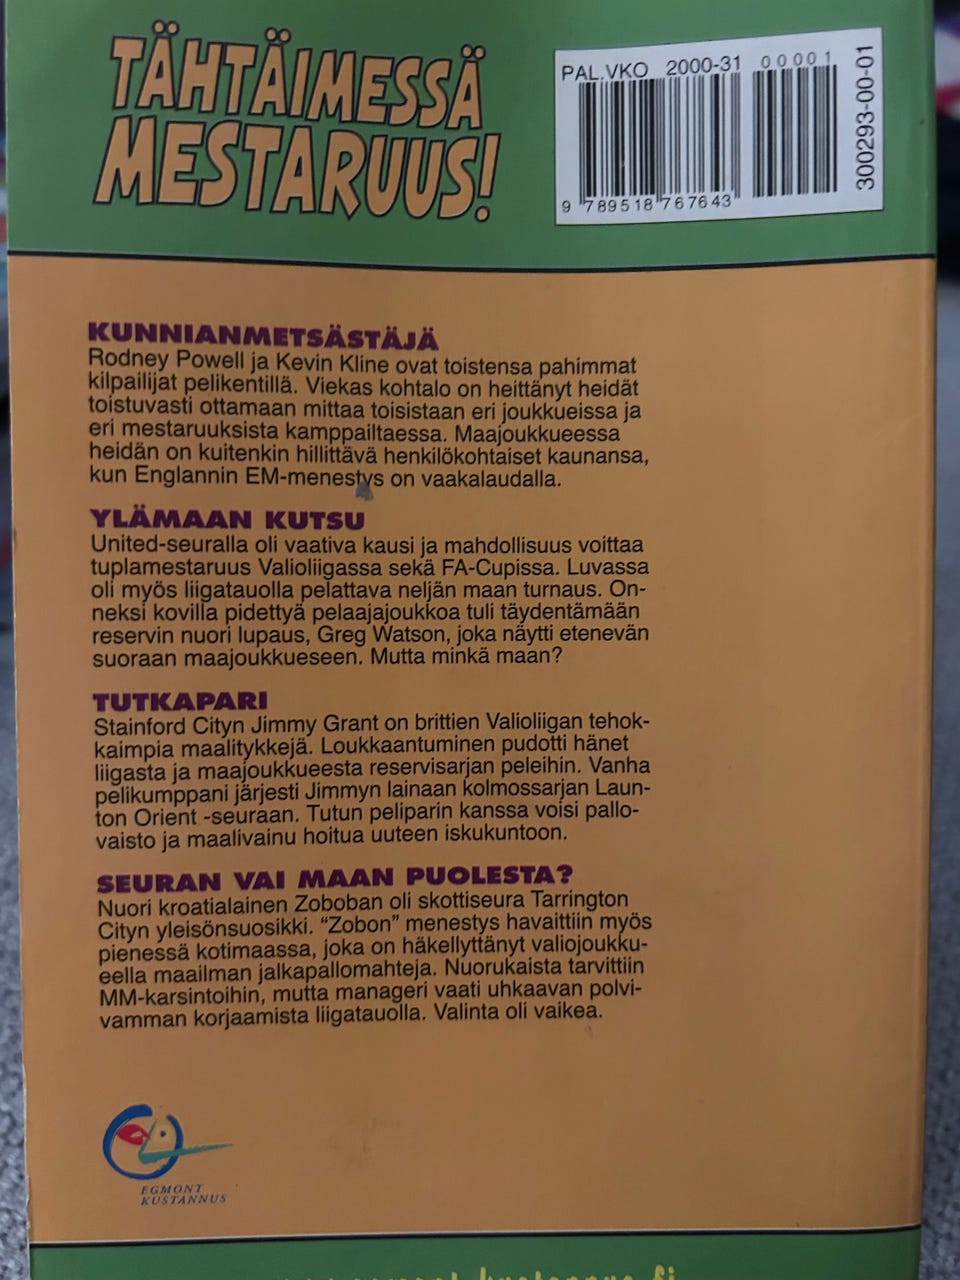 TÄHTÄIMESSÄ
MESTARUUS!
PAL.VKO 2000-31 00001
300293-00-01
9 789518 767643
KUNNIANMETSÄSTÄJÄ
Rodney Powell ja Kevin Kline ovat toistensa pahimmat
kilpailijat pelikentillä. Viekas kohtalo on heittänyt heidät
toistuvasti ottamaan mittaa toisistaan eri joukkueissa ja
eri mestaruuksista kamppailtaessa. Maajoukkueessa
heidän on kuitenkin hillittävä henkilökohtaiset kaunansa,
kun Englannin EM-menestys on vaakalaudalla.
YLÄMAAN KUTSU
United-seuralla oli vaativa kausi ja mahdollisuus voittaa
tuplamestaruus Valioliigassa sekä FA-Cupissa. Luvassa
oli myös liigatauolla pelattava neljän maan turnaus. On-
neksi kovilla pidettyä pelaajajoukkoa tuli täydentämään
reservin nuori lupaus, Greg Watson, joka näytti etenevän
suoraan maajoukkueseen. Mutta minkä maan?
TUTKAPARI
Stainford Cityn Jimmy Grant on brittien Valioliigan tehok-
kaimpia maalitykkejä. Loukkaantuminen pudotti hänet
liigasta ja maajoukkueesta reservisarjan peleihin. Vanha
pelikumppani järjesti Jimmyn lainaan kolmossarjan Laun-
ton Orient -seuraan. Tutun peliparin kanssa voisi pallo-
vaisto ja maalivainu hoitua uuteen iskukuntoon.
SEURAN VAI MAAN PUOLESTA?
Nuori kroatialainen Zoboban oli skottiseura Tarrington
Cityn yleisönsuosikki. "Zobon" menestys havaittiin myös
pienessä kotimaassa, joka on häkellyttänyt valiojoukku-
eella maailman jalkapallomahteja. Nuorukaista tarvittiin
MM-karsintoihin, mutta manageri vaati uhkaavan polvi-
vamman korjaamista liigatauolla. Valinta oli vaikea.
EGMONT
KUSTANNUS